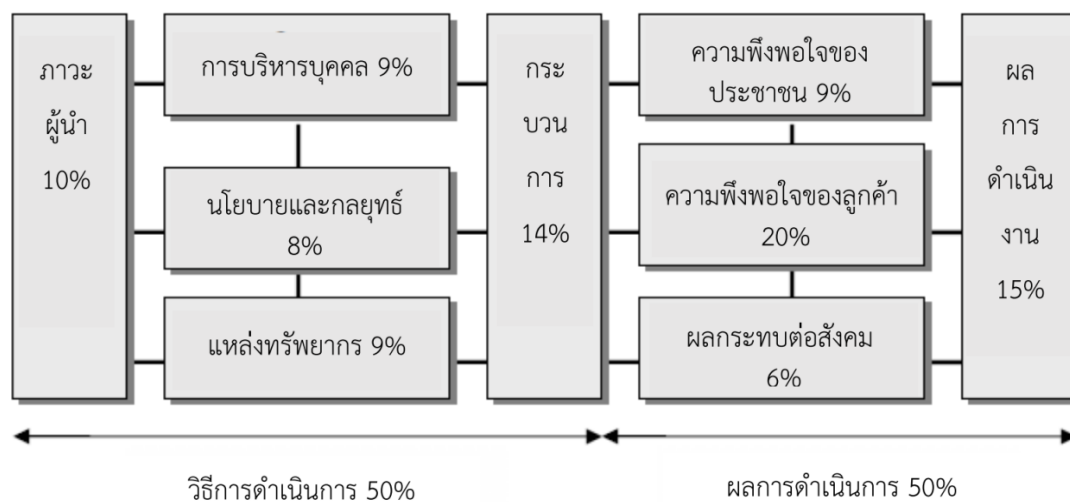 ภาวะ
ผู้นำ
10%
การบริหารบุคคล 9%
นโยบายและกลยุทธ์
8%
แหล่งทรัพยากร 9%
กระ
บวน
การ
14%
ความพึงพอใจของ
ประชาชน 9%
ความพึงพอใจของลูกค้า
20%
ผลกระทบต่อสังคม
6%
ผล
การ
ดำเนิน
งาน
15%
วิธีการดำเนินการ 50%
ผลการดำเนินการ 50%